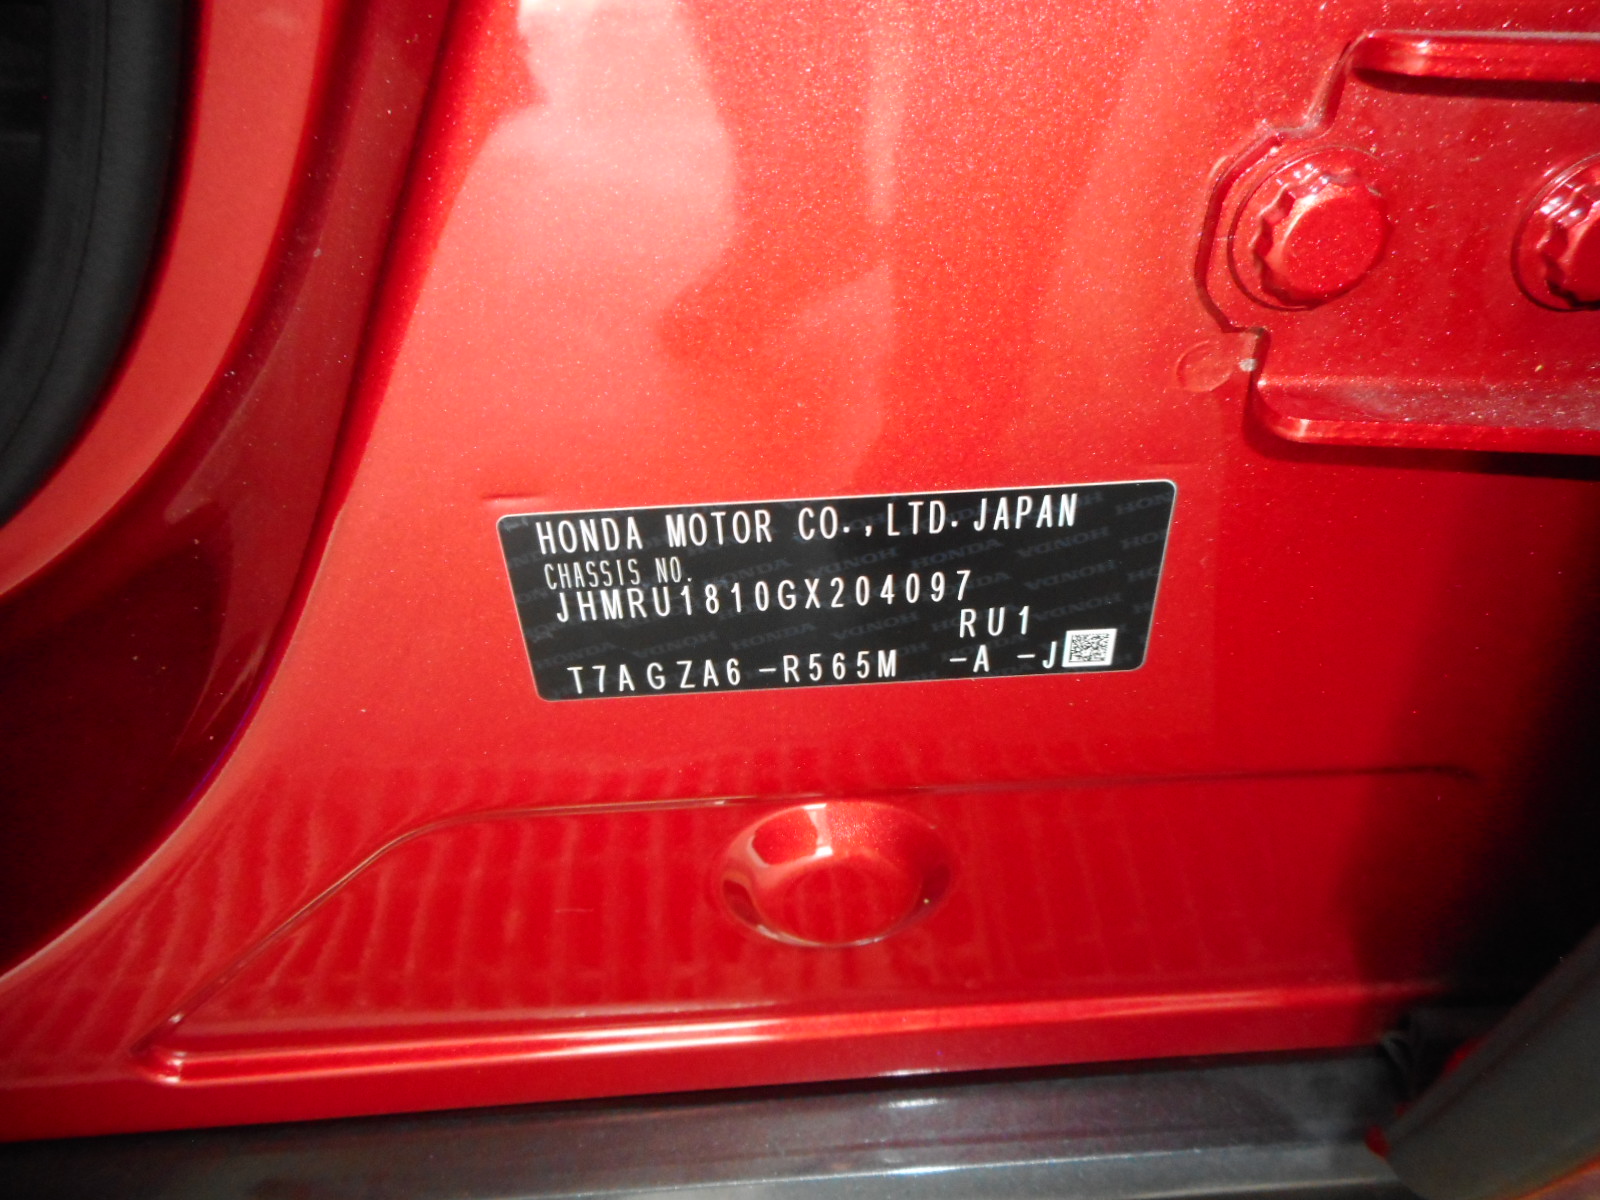 HONDA MOTOR CO.,LTD. JAPAN
CHASSIS NO.
JHMRU1810GX204097
RU1
T7AGZA6-R565M -A -J